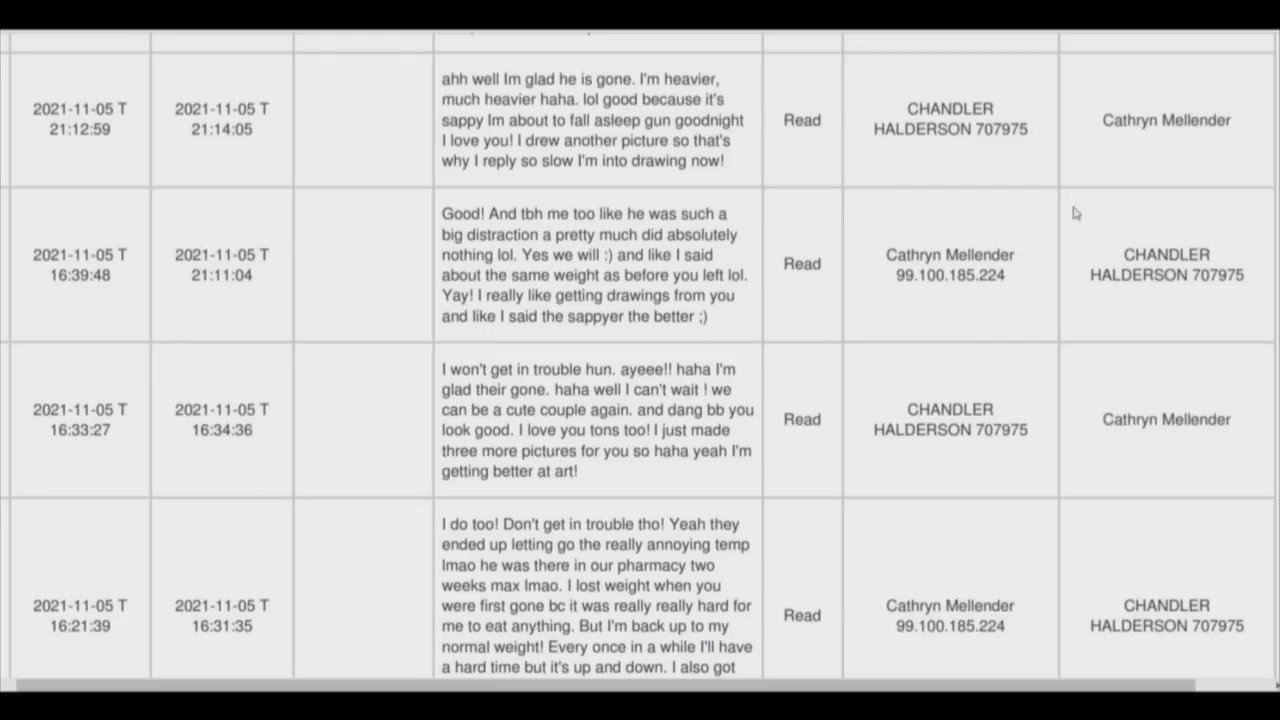 ahh well Im glad he is gone. I'm heavier,
much heavier haha. lol good because it's
2021-11-05 T
2021-11-05 T
sappy Im about to fall asleep gun goodnight
Read
CHANDLER
HALDERSON 707975
Cathryn Mellender
21:12:59
21:14:05
I love you! I drew another picture so that's
why I reply so slow I'm into drawing now!
Good! And tbh me too like he was such a
big distraction a pretty much did absolutely
2021-11-05 T
2021-11-05 T
nothing lol. Yes we will :) and like I said
Read
Cathryn Mellender
99.100.185.224
CHANDLER
HALDERSON 707975
16:39:48
21:11:04
about the same weight as before you left lol.
Yay! I really like getting drawings from you
and like I said the sappyer the better ;)
I won't get in trouble hun. ayeee!! haha I'm
glad their gone. haha well I can't wait ! we
2021-11-05 T
2021-11-05 T
can be a cute couple again. and dang bb you
Read
CHANDLER
HALDERSON 707975
Cathryn Mellender
16:33:27
16:34:36
look good. I love you tons too! I just made
three more pictures for you so haha yeah I'm
getting better at art!
I do too! Don't get in trouble tho! Yeah they
ended up letting go the really annoying temp
lmao he was there in our pharmacy two
weeks max lmao. I lost weight when you
2021-11-05 T
2021-11-05 T
were first gone bc it was really really hard for
Read
Cathryn Mellender
99.100.185.224
CHANDLER
HALDERSON 707975
16:21:39
16:31:35
me to eat anything. But I'm back up to my
normal weight! Every once in a while I'll have
a hard time but it's up and down. I also got